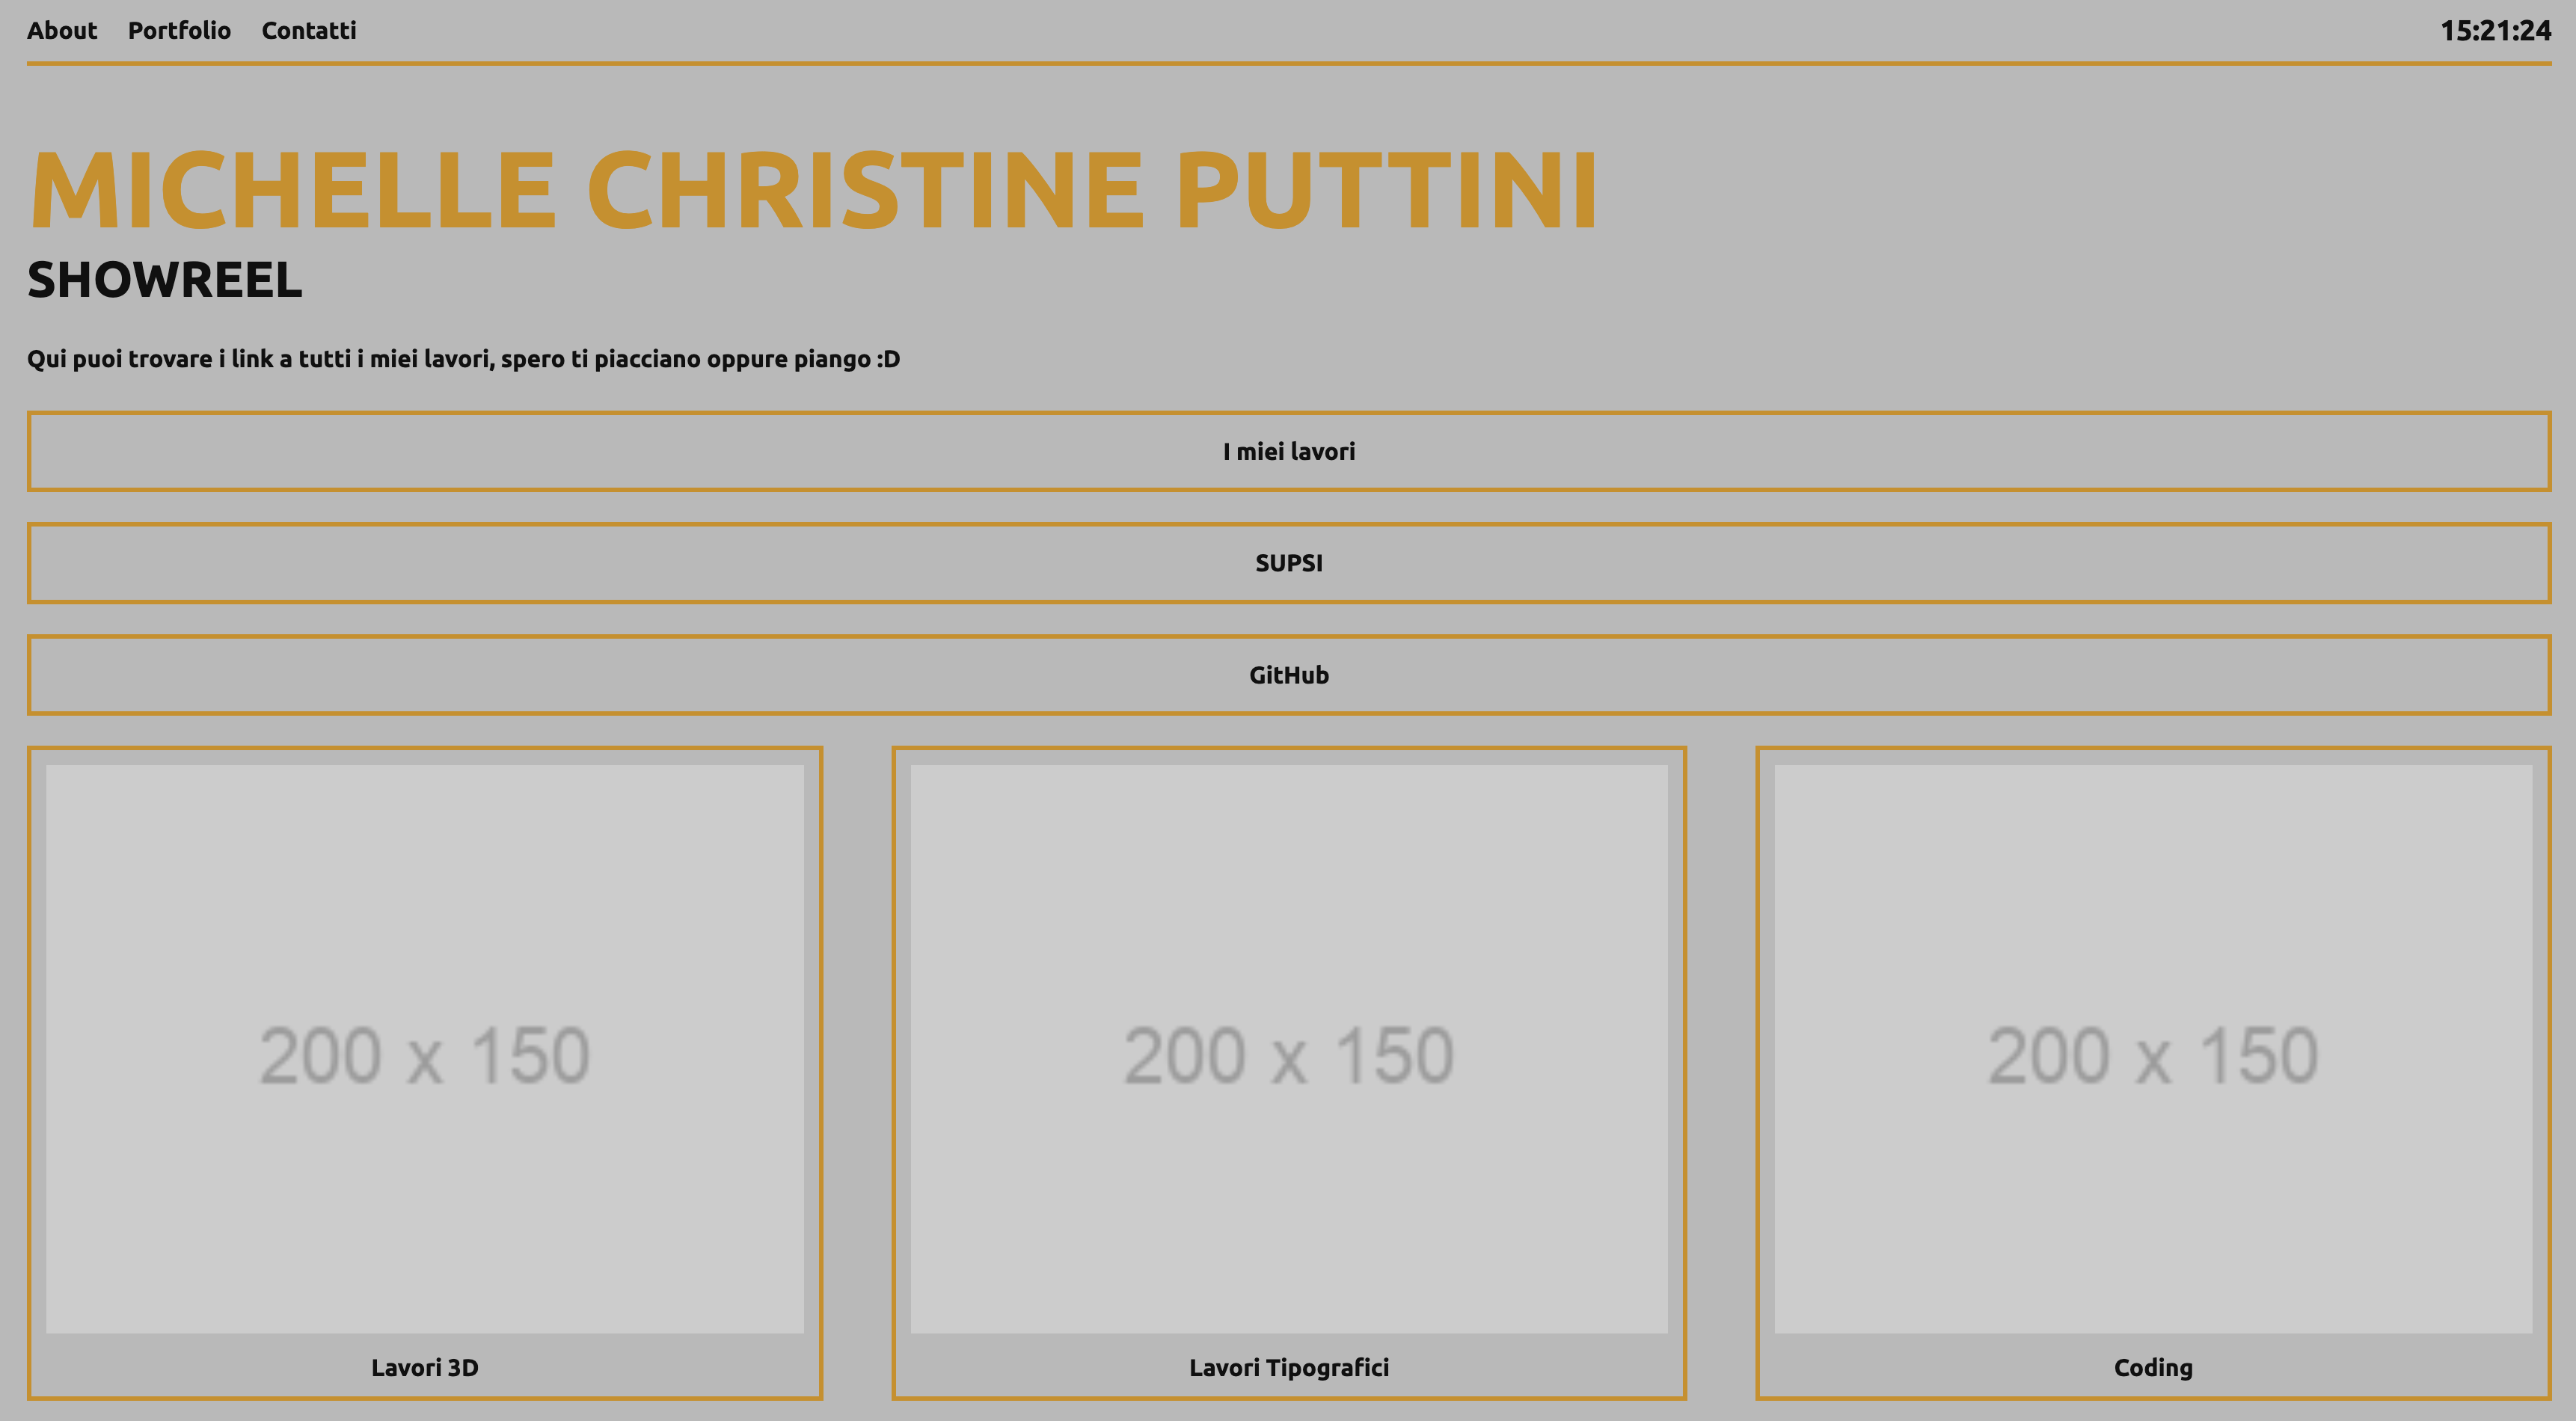 About Portfolio Contatti 15:21:24
MICHELLE CHRISTINE PUTTINI
SHOWREEL
Qui puoi trovare i link a tutti i miei lavori, spero ti piacciano oppure piango :D
I miei lavori
SUPSI
GitHub
200 x 150 200 x 150 200 x 150
Lavori 3D Lavori Tipografici Coding